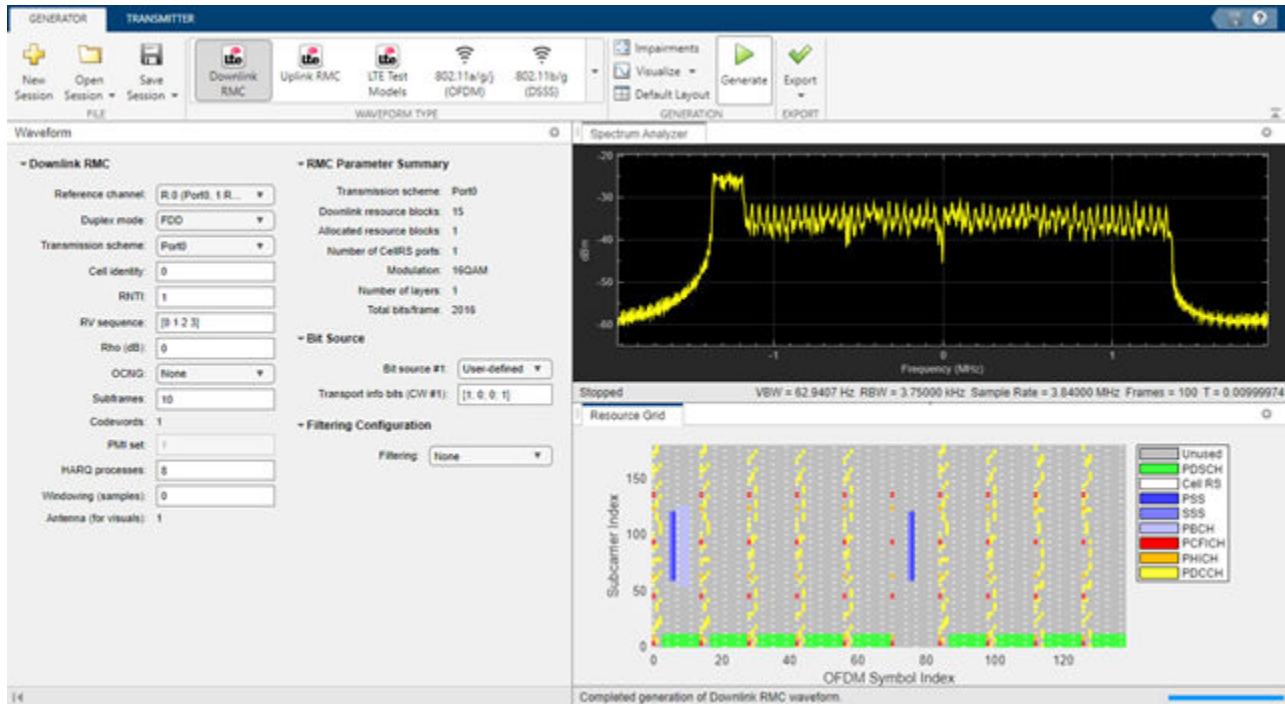 GENERATOR TRANSMITTER
?
New Session
Open Session
Save Session
lte Downlink RMC
lte Uplink RMC
lte LTE Test Models
802.11a/g/j (OFDM)
802.11b/g (DSSS)
Impairments
Visualize
Default Layout
Generate
Export
FILE WAVEFORM TYPE GENERATION EXPORT
Waveform
Downlink RMC
Reference channel: R.0 (Port0, 1 R...
Duplex mode: FDD
Transmission scheme: Port0
Cell identity: 0
RNTI: 1
RV sequence: [0 1 2 3]
Rho (dB): 0
OCNG: None
Subframes: 10
Codewords: 1
PMI set: 1
HARQ processes: 8
Windowing (samples): 0
Antenna (for visuals): 1
RMC Parameter Summary
Transmission scheme: Port0
Downlink resource blocks: 15
Allocated resource blocks: 1
Number of CellRS ports: 1
Modulation: 16QAM
Number of layers: 1
Total bits/frame: 2016
Bit Source
Bit source #1: User-defined
Transport info bits (CW #1): [1; 0; 0; 1]
Filtering Configuration
Filtering: None
Spectrum Analyzer
-20
-30
-40
-50
-60
dBm
-1 0 1
Frequency (MHz)
Stopped VBW = 62.9407 Hz RBW = 3.75000 kHz Sample Rate = 3.84000 MHz Frames = 100 T = 0.00999974
Resource Grid
150
100
50
0
Subcarrier Index
0 20 40 60 80 100 120
OFDM Symbol Index
Unused
PDSCH
Cell RS
PSS
SSS
PBCH
PCFICH
PHICH
PDCCH
Completed generation of Downlink RMC waveform.